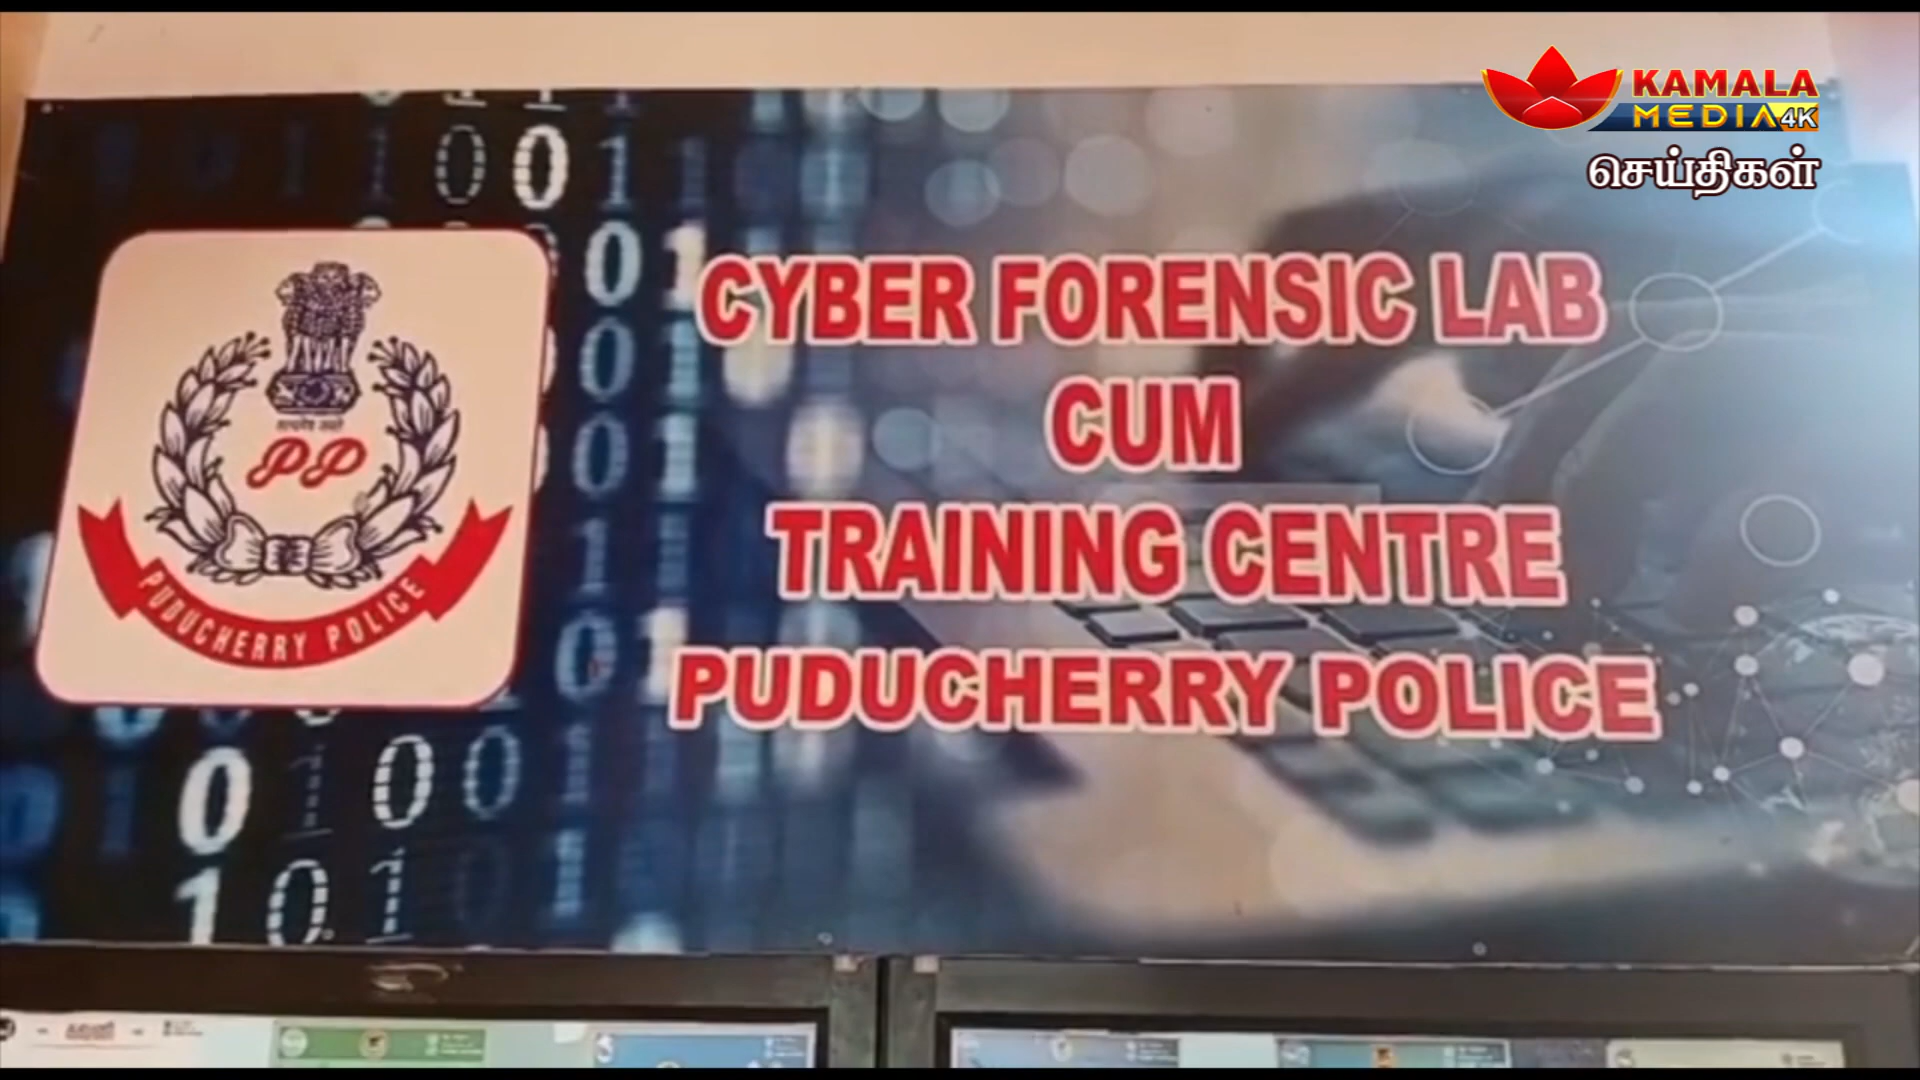 KAMALA
MEDIA 4K
செய்திகள்
CYBER FORENSIC LAB
CUM
TRAINING CENTRE
PUDUCHERRY POLICE
PP
PUDUCHERRY POLICE